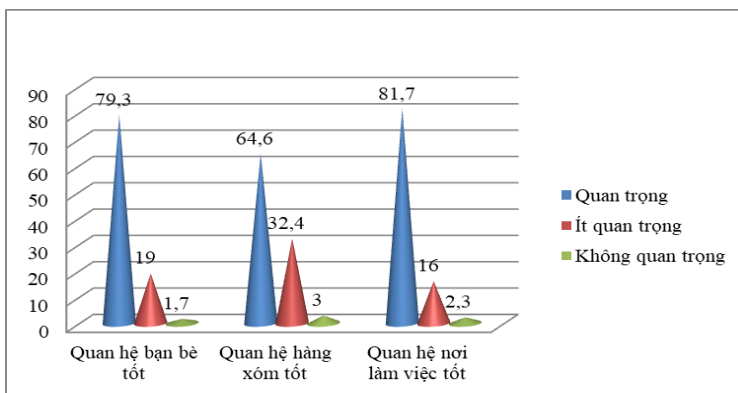 90
80
70
60
50
40
30
20
10
0
79,3
19
1,7
64,6
32,4
3
81,7
16
2,3
Quan hệ bạn bè
tốt
Quan hệ hàng
xóm tốt
Quan hệ nơi
làm việc tốt
Quan trọng
Ít quan trọng
Không quan trọng